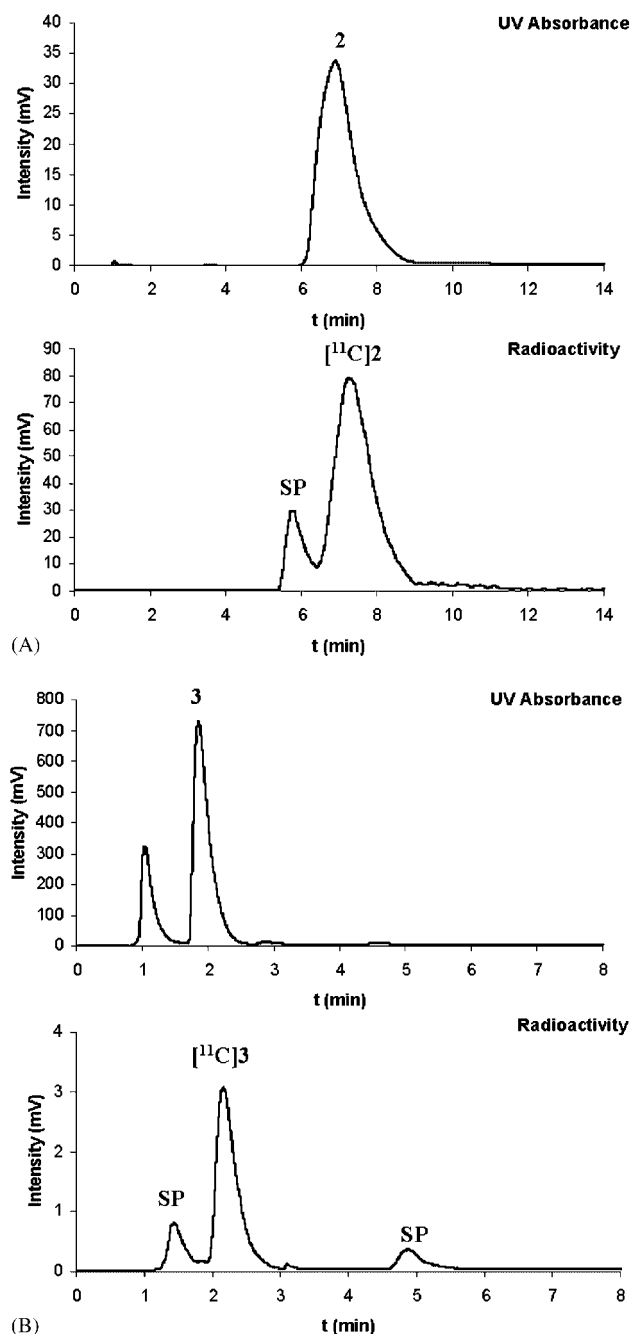 UV Absorbance
2
Intensity (mV)
40
35
30
25
20
15
10
5
0
0 2 4 6 8 10 12 14
t (min)
Radioactivity
[¹¹C]2
SP
Intensity (mV)
90
80
70
60
50
40
30
20
10
0
0 2 4 6 8 10 12 14
t (min)
(A)
UV Absorbance
3
Intensity (mV)
800
700
600
500
400
300
200
100
0
0 1 2 3 4 5 6 7 8
t (min)
Radioactivity
[¹¹C]3
SP
SP
Intensity (mV)
4
3
2
1
0
0 1 2 3 4 5 6 7 8
t (min)
(B)